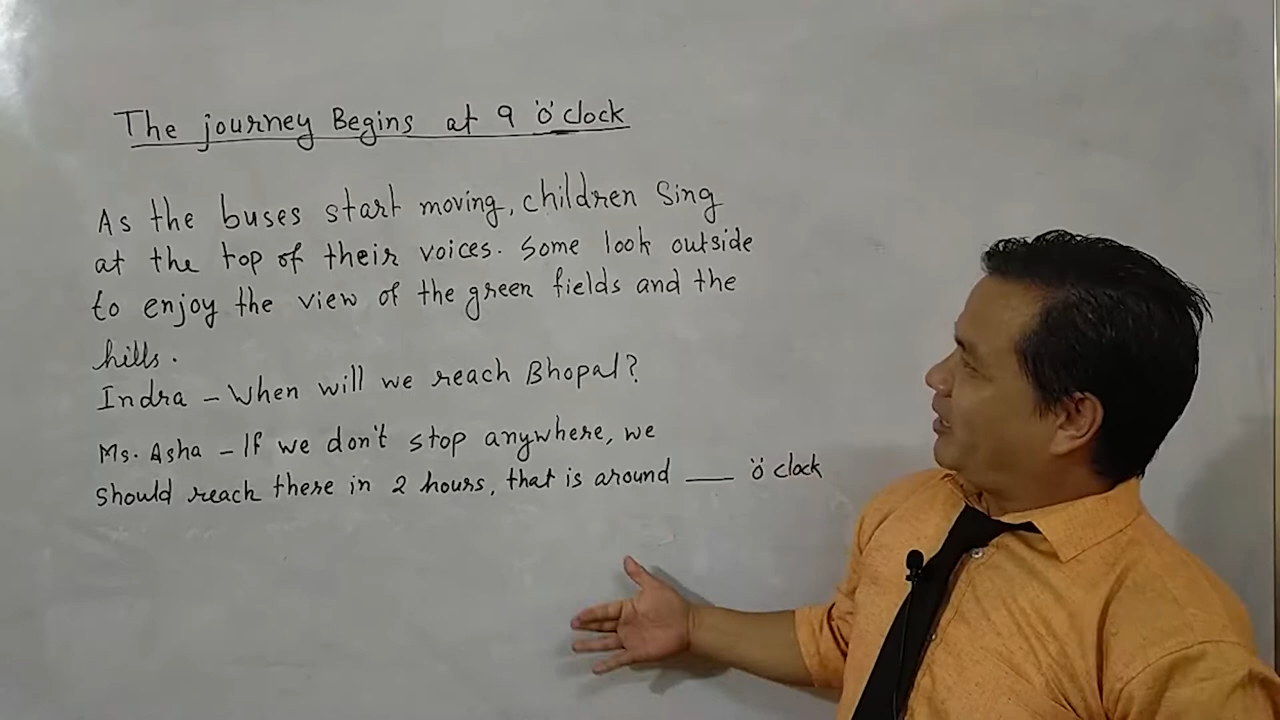 The journey Begins at 9 'o'clock
As the buses start moving, children Sing
at the top of their voices. Some look outside
to enjoy the view of the green fields and the
hills.
Indra - When will we reach Bhopal?
Ms. Asha - If we don't stop anywhere, we
should reach there in 2 hours, that is around ___ 'o' clock